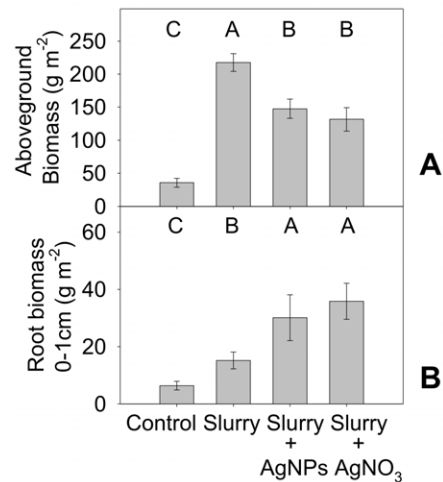 C A B B
250
200
150
100
50
0
Aboveground
Biomass (g m⁻²)
A
C B A A
60
40
20
0
Root biomass
0-1cm (g m⁻²)
B
Control Slurry Slurry Slurry
+ +
AgNPs AgNO₃